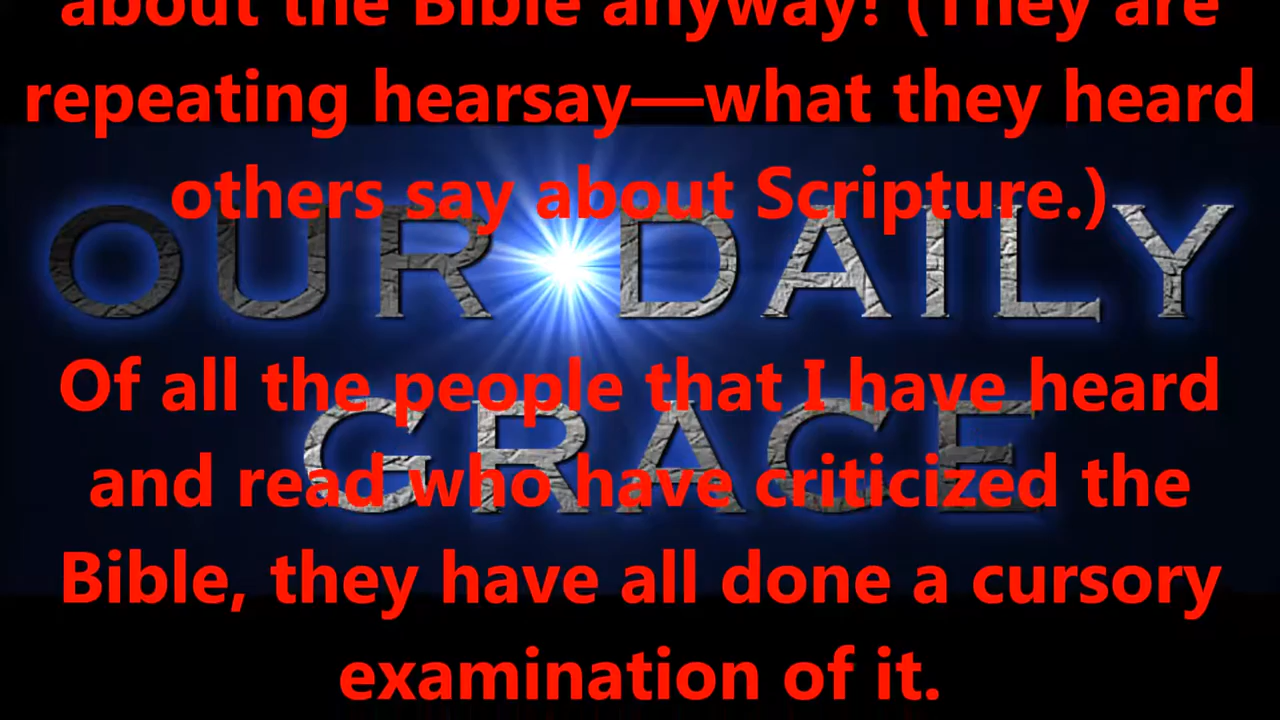 about the Bible anyway! (They are
repeating hearsay—what they heard
others say about Scripture.)
OUR DAILY
Of all the people that I have heard
GRACE
and read who have criticized the
Bible, they have all done a cursory
examination of it.